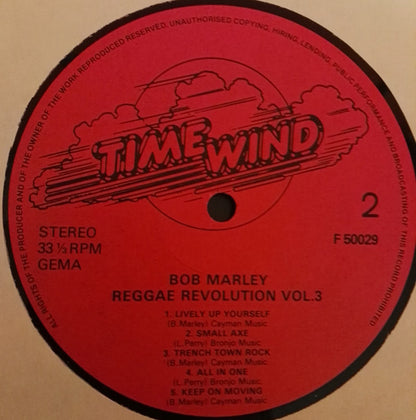 ALL RIGHTS OF THE PRODUCER AND OF THE OWNER OF THE WORK REPRODUCED RESERVED. UNAUTHORISED COPYING, HIRING, LENDING, PUBLIC PERFORMANCE AND BROADCASTING OF THIS RECORD PROHIBITED
TIME WIND
STEREO
33 ⅓ RPM
GEMA
2
F 50029
BOB MARLEY
REGGAE REVOLUTION VOL.3
1. LIVELY UP YOURSELF
(B. Marley) Cayman Music
2. SMALL AXE
(L. Perry) Bronjo Music
3. TRENCH TOWN ROCK
(B. Marley) Cayman Music
4. ALL IN ONE
(L. Perry) Bronjo Music
5. KEEP ON MOVING
(B. Marley) Cayman Music